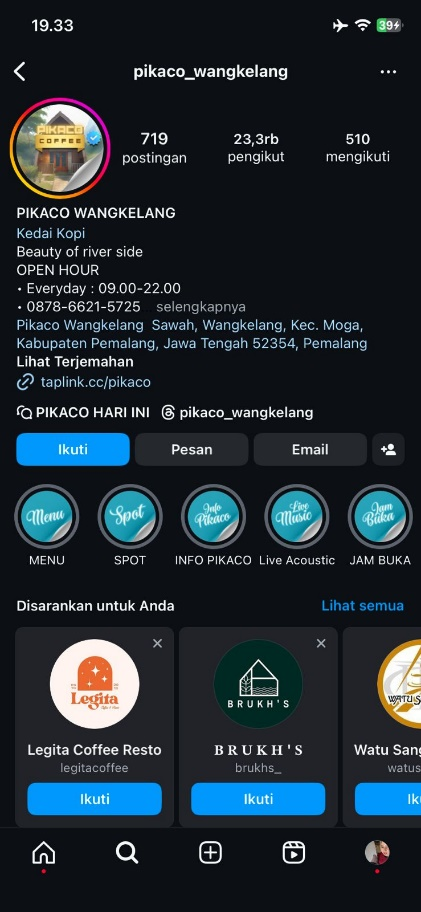 19.33
39
pikaco_wangkelang
PIKACO
COFFEE
719
postingan
23,3rb
pengikut
510
mengikuti
PIKACO WANGKELANG
Kedai Kopi
Beauty of river side
OPEN HOUR
• Everyday : 09.00-22.00
• 0878-6621-5725 selengkapnya
Pikaco Wangkelang Sawah, Wangkelang, Kec. Moga,
Kabupaten Pemalang, Jawa Tengah 52354, Pemalang
Lihat Terjemahan
taplink.cc/pikaco
PIKACO HARI INI pikaco_wangkelang
Ikuti Pesan Email
Menu Spot Info Pikaco Live Music Jam Buka
MENU SPOT INFO PIKACO Live Acoustic JAM BUKA
Disarankan untuk Anda Lihat semua
Legita
BRUKH'S
Legita Coffee Resto
legitacoffee
Ikuti
BRUKH'S
brukhs_
Ikuti
WATU S
Watu Sang
watus
Ik